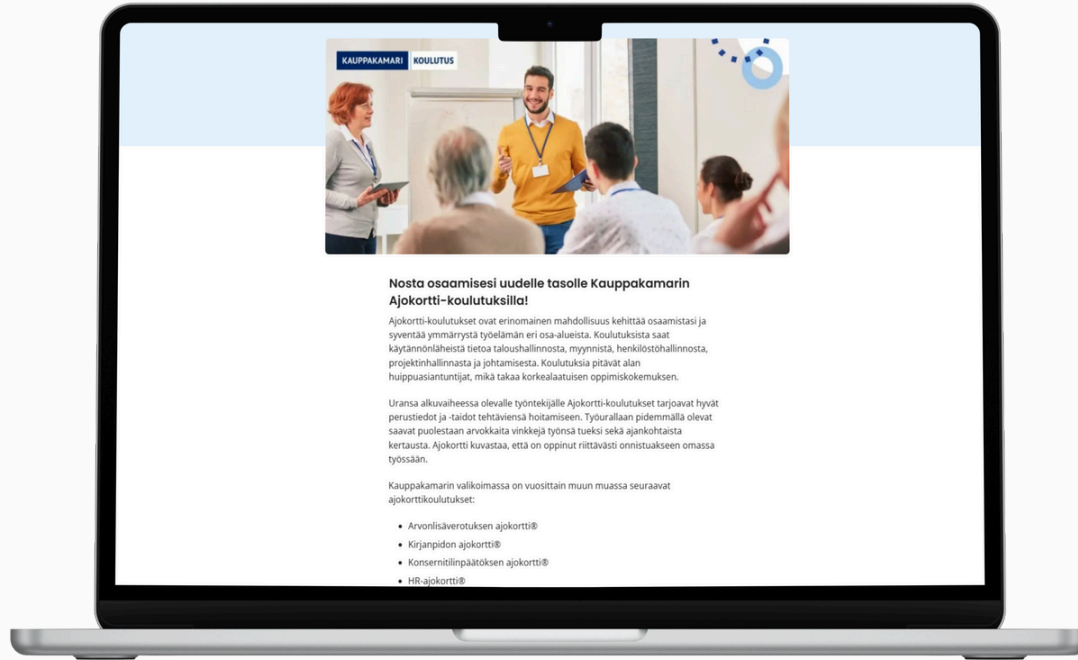 KAUPPAKAMARI KOULUTUS
Nosta osaamisesi uudelle tasolle Kauppakamarin
Ajokortti-koulutuksilla!
Ajokortti-koulutukset ovat erinomainen mahdollisuus kehittää osaamistasi ja
syventää ymmärrystä työelämän eri osa-alueista. Koulutuksista saat
käytännönläheistä tietoa taloushallinnosta, myynnistä, henkilöstöhallinnosta,
projektinhallinnasta ja johtamisesta. Koulutuksia pitävät alan
huippuasiantuntijat, mikä takaa korkealaatuisen oppimiskokemuksen.
Uransa alkuvaiheessa olevalle työntekijälle Ajokortti-koulutukset tarjoavat hyvät
perustiedot ja -taidot tehtäviensä hoitamiseen. Työurallaan pidemmällä olevat
saavat puolestaan arvokkaita vinkkejä työnsä tueksi sekä ajankohtaista
kertausta. Ajokortti kuvastaa, että on oppinut riittävästi onnistuakseen omassa
työssään.
Kauppakamarin valikoimassa on vuosittain muun muassa seuraavat
ajokorttikoulutukset:
• Arvonlisäverotuksen ajokortti®
• Kirjanpidon ajokortti®
• Konsernitilinpäätöksen ajokortti®
• HR-ajokortti®